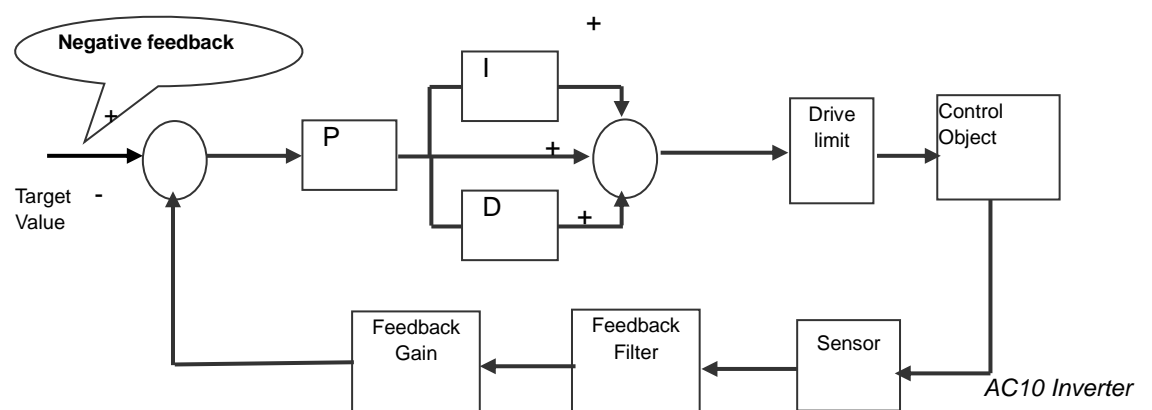 +
Negative feedback
I
+
Drive
limit
Control
Object
P
+
Target
Value
-
D
+
Feedback
Gain
Feedback
Filter
Sensor
AC10 Inverter